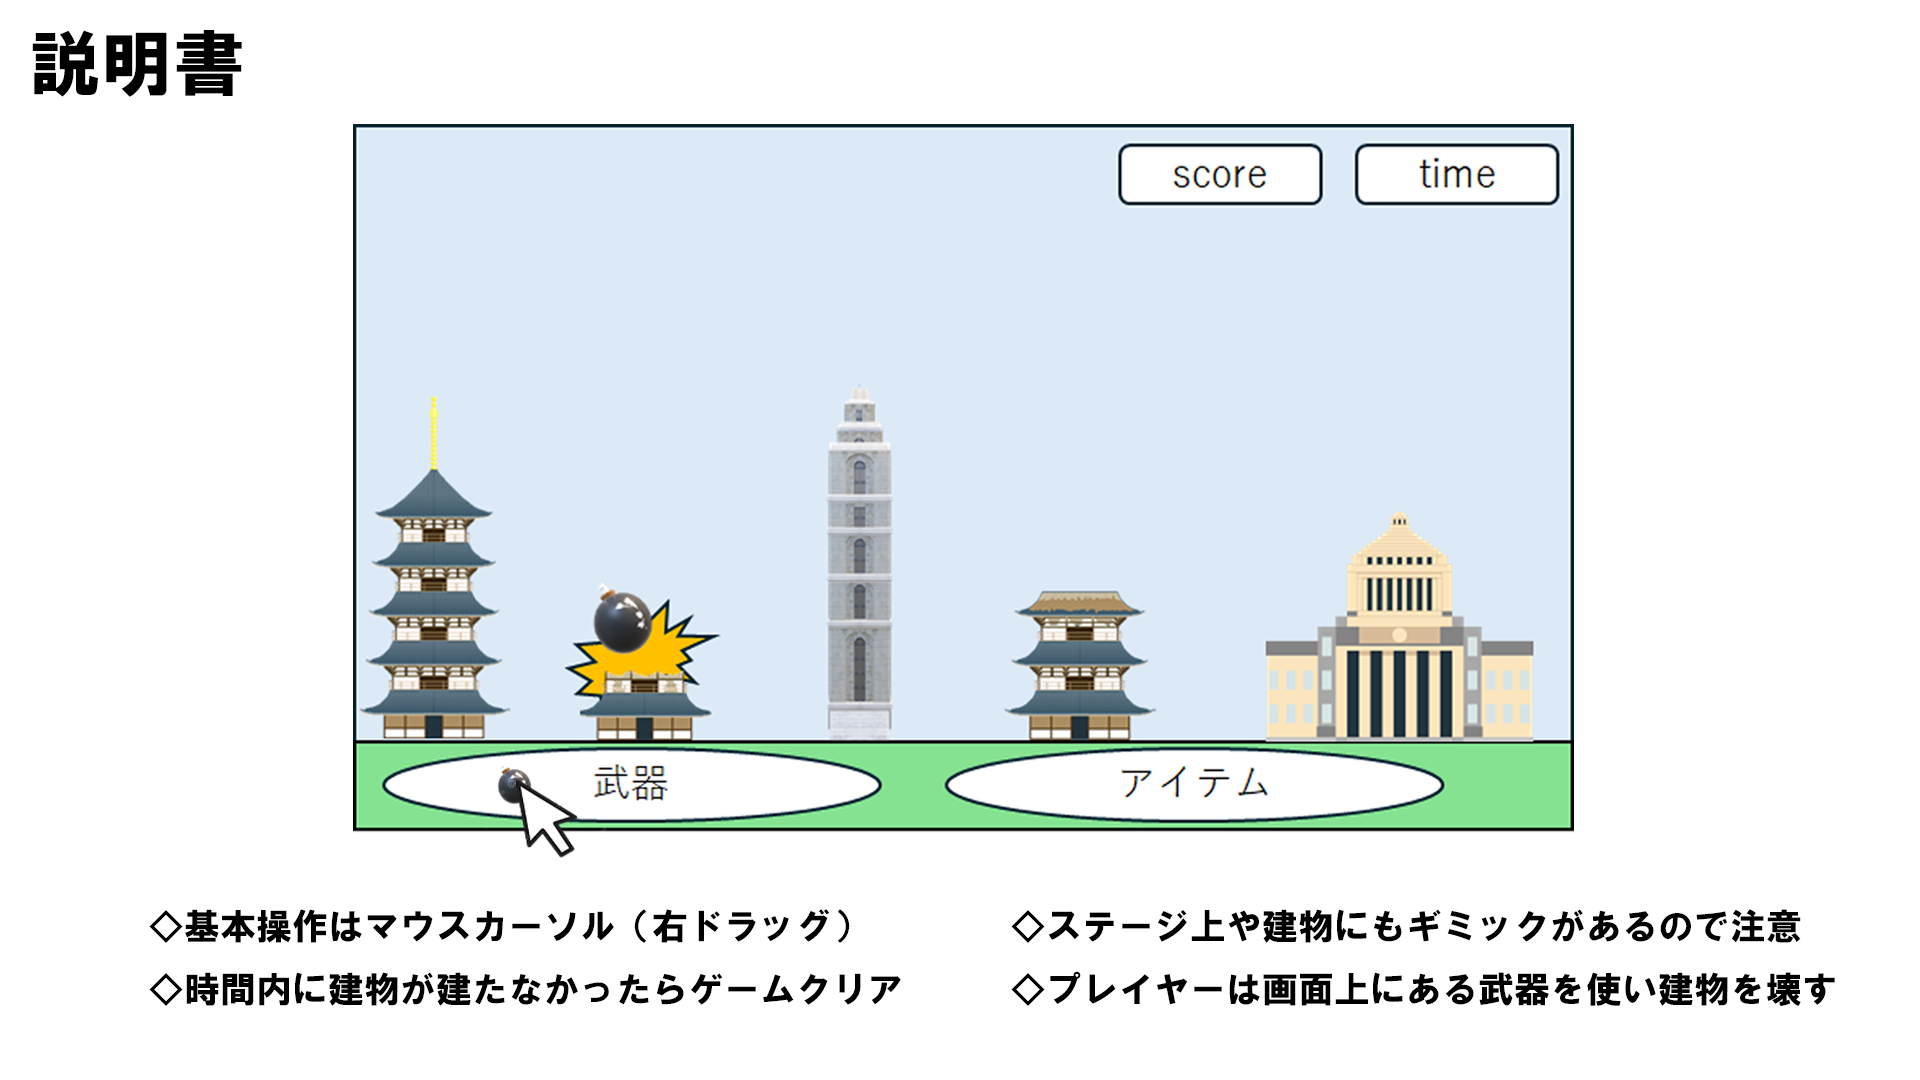 説明書
score
time
武器
アイテム
◇基本操作はマウスカーソル（右ドラッグ）
◇時間内に建物が建たなかったらゲームクリア
◇ステージ上や建物にもギミックがあるので注意
◇プレイヤーは画面上にある武器を使い建物を壊す